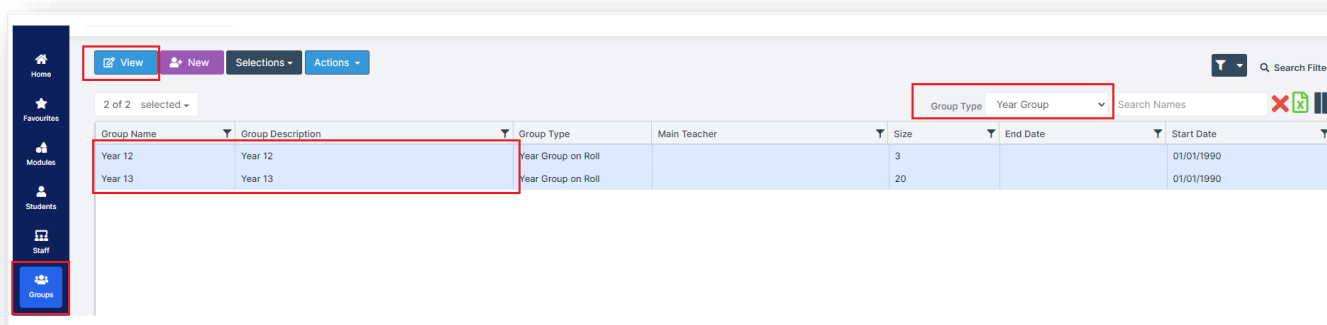 Home
Favourites
Modules
Students
Staff
Groups
View New Selections Actions
Search Filte
2 of 2 selected
Group Type Year Group Search Names
Group Name Group Description Group Type Main Teacher Size End Date Start Date
Year 12 Year 12 Year Group on Roll 3 01/01/1990
Year 13 Year 13 Year Group on Roll 20 01/01/1990